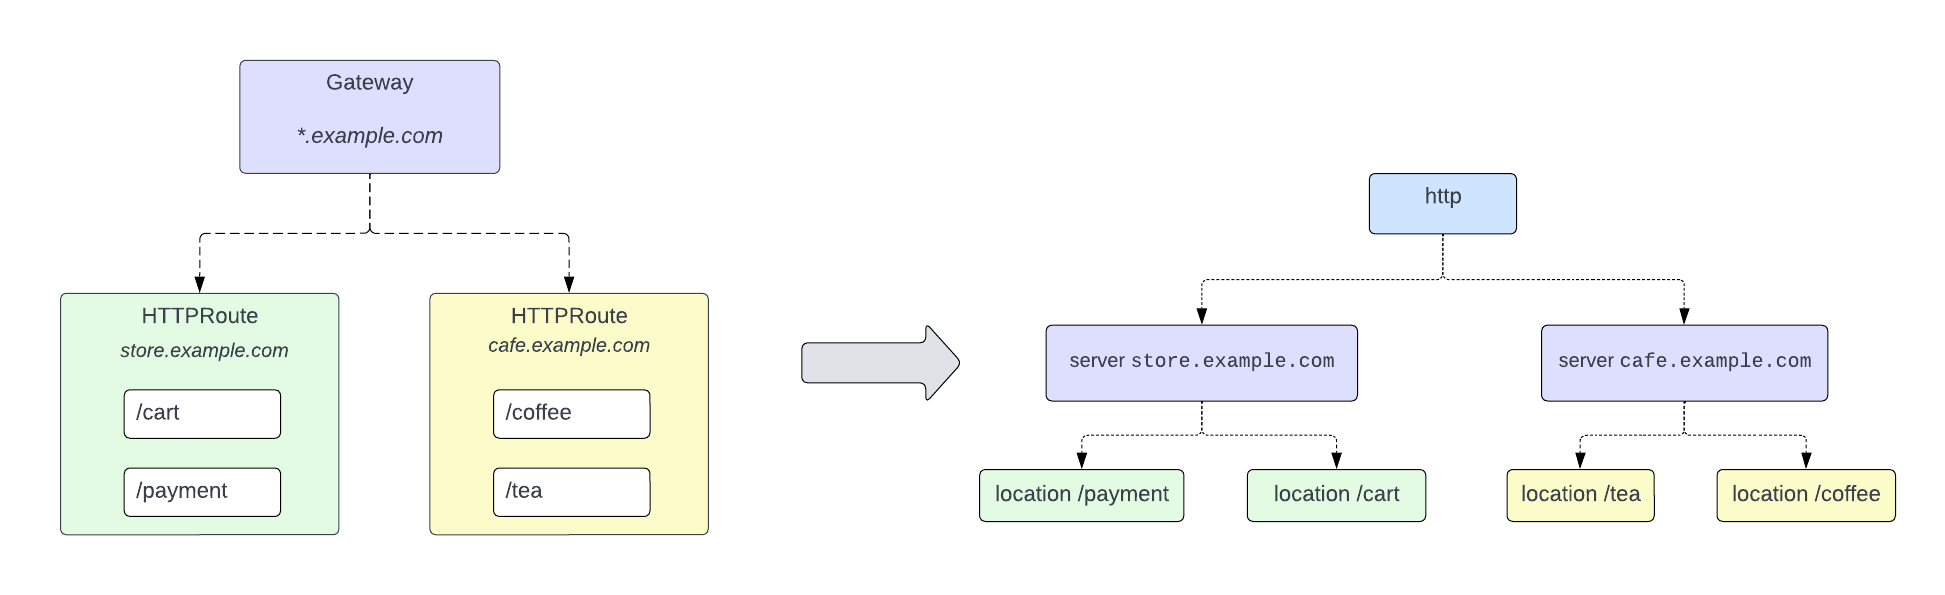 Gateway
*.example.com
HTTPRoute
store.example.com
/cart
/payment
HTTPRoute
cafe.example.com
/coffee
/tea
http
server store.example.com
server cafe.example.com
location /payment
location /cart
location /tea
location /coffee